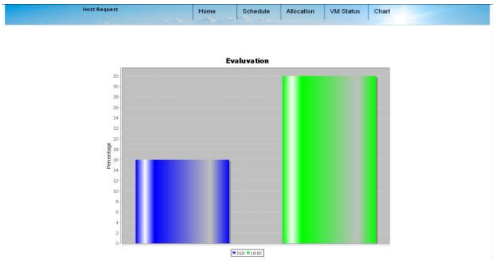 Host Request
Home
Schedule
Allocation
VM Status
Chart
Evaluvation
Percentage
32
30
28
26
24
22
20
18
16
14
12
10
8
6
4
2
0